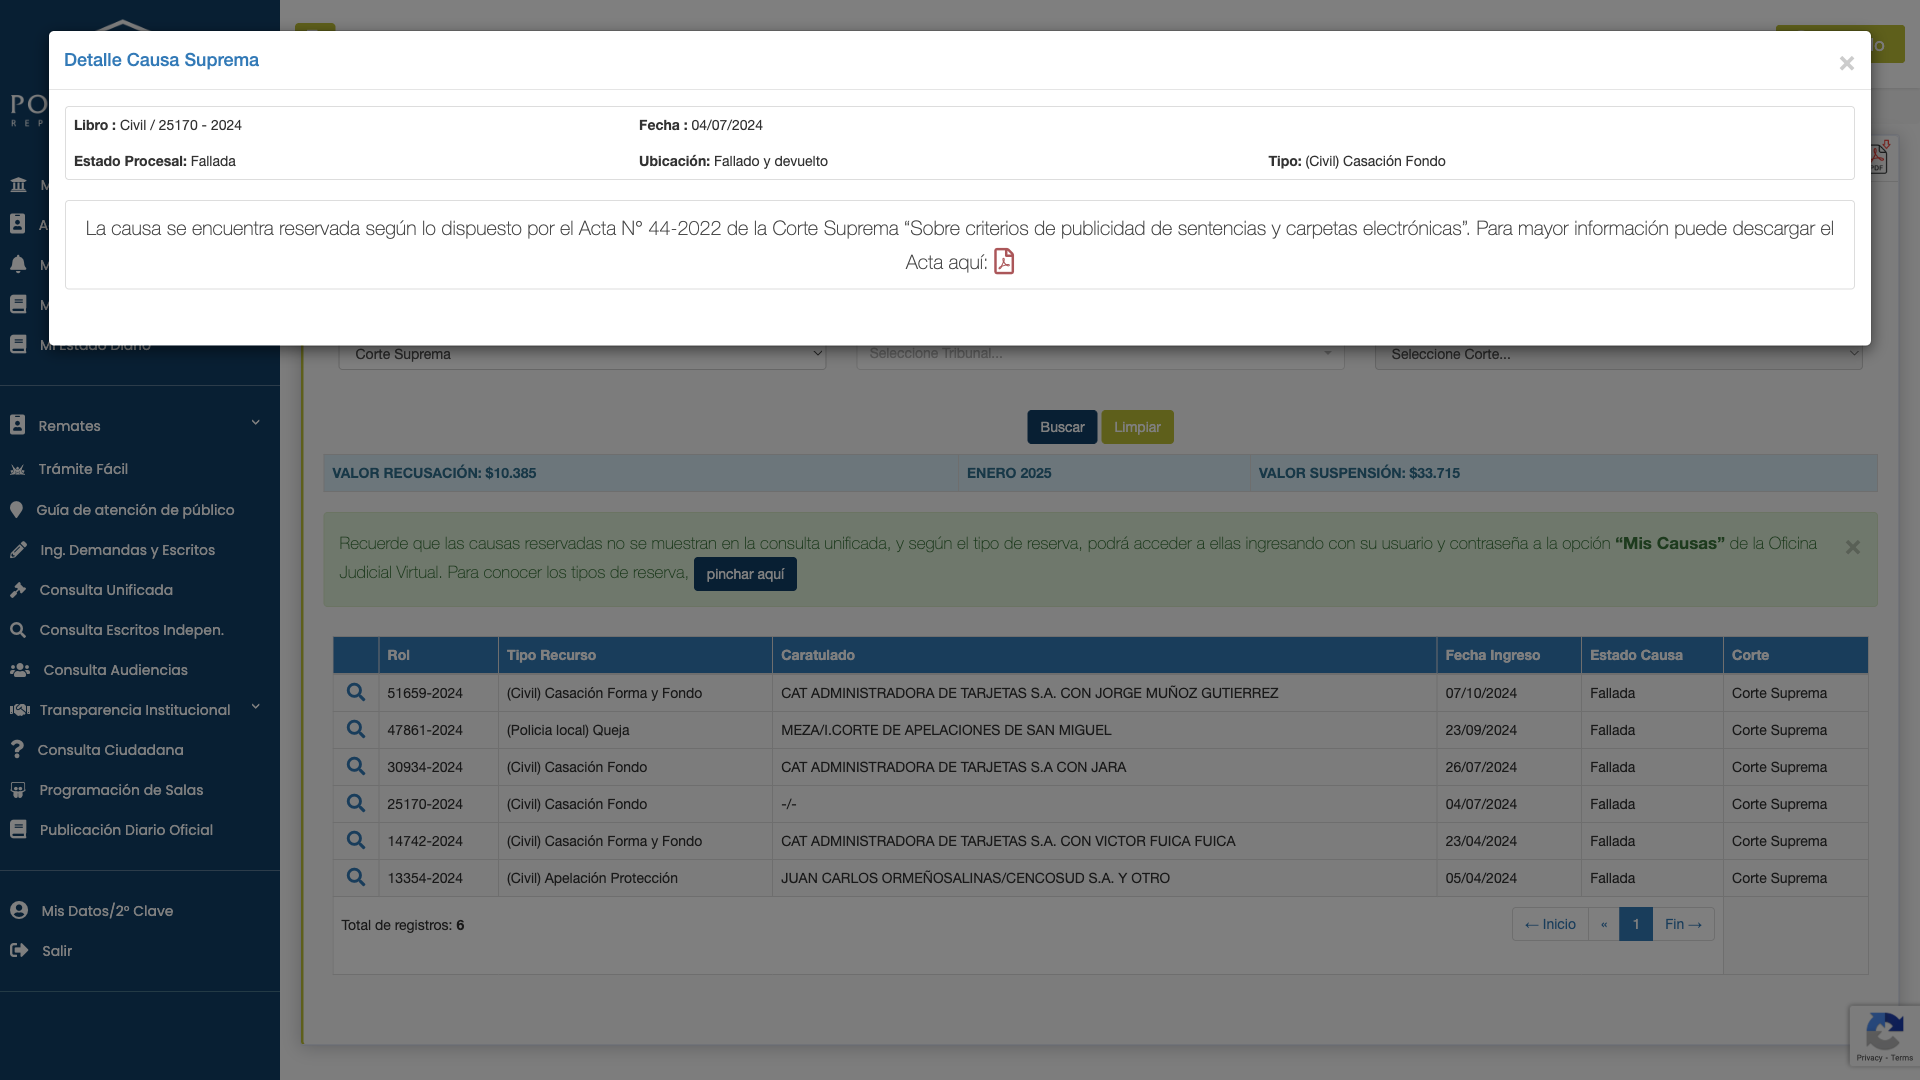 Detalle Causa Suprema
×
Libro : Civil / 25170 - 2024
Fecha : 04/07/2024
Estado Procesal: Fallada
Ubicación: Fallado y devuelto
Tipo: (Civil) Casación Fondo
La causa se encuentra reservada según lo dispuesto por el Acta N° 44-2022 de la Corte Suprema “Sobre criterios de publicidad de sentencias y carpetas electrónicas”. Para mayor información puede descargar el
Acta aquí:
Mi Estado Diario
Remates
Trámite Fácil
Guía de atención de público
Ing. Demandas y Escritos
Consulta Unificada
Consulta Escritos Indepen.
Consulta Audiencias
Transparencia Institucional
Consulta Ciudadana
Programación de Salas
Publicación Diario Oficial
Mis Datos/2º Clave
Salir
Corte Suprema
Seleccione Tribunal...
Seleccione Corte...
Buscar
Limpiar
VALOR RECUSACIÓN: $10.385
ENERO 2025
VALOR SUSPENSIÓN: $33.715
Recuerde que las causas reservadas no se muestran en la consulta unificada, y según el tipo de reserva, podrá acceder a ellas ingresando con su usuario y contraseña a la opción “Mis Causas” de la Oficina
Judicial Virtual. Para conocer los tipos de reserva, pinchar aquí
×
Rol Tipo Recurso Caratulado Fecha Ingreso Estado Causa Corte
51659-2024 (Civil) Casación Forma y Fondo CAT ADMINISTRADORA DE TARJETAS S.A. CON JORGE MUÑOZ GUTIERREZ 07/10/2024 Fallada Corte Suprema
47861-2024 (Policia local) Queja MEZA/I.CORTE DE APELACIONES DE SAN MIGUEL 23/09/2024 Fallada Corte Suprema
30934-2024 (Civil) Casación Fondo CAT ADMINISTRADORA DE TARJETAS S.A CON JARA 26/07/2024 Fallada Corte Suprema
25170-2024 (Civil) Casación Fondo -/- 04/07/2024 Fallada Corte Suprema
14742-2024 (Civil) Casación Forma y Fondo CAT ADMINISTRADORA DE TARJETAS S.A. CON VICTOR FUICA FUICA 23/04/2024 Fallada Corte Suprema
13354-2024 (Civil) Apelación Protección JUAN CARLOS ORMEÑOSALINAS/CENCOSUD S.A. Y OTRO 05/04/2024 Fallada Corte Suprema
Total de registros: 6
← Inicio « 1 Fin →
Privacy - Terms